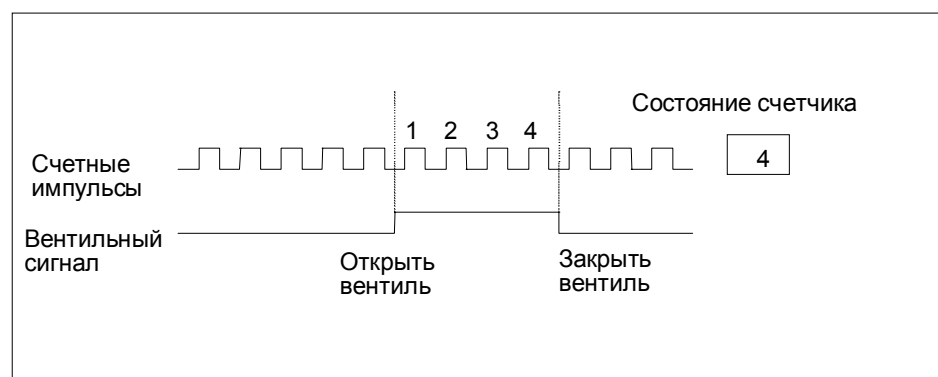 Состояние счетчика
1 2 3 4
Счетные
импульсы
4
Вентильный
сигнал
Открыть
вентиль
Закрыть
вентиль